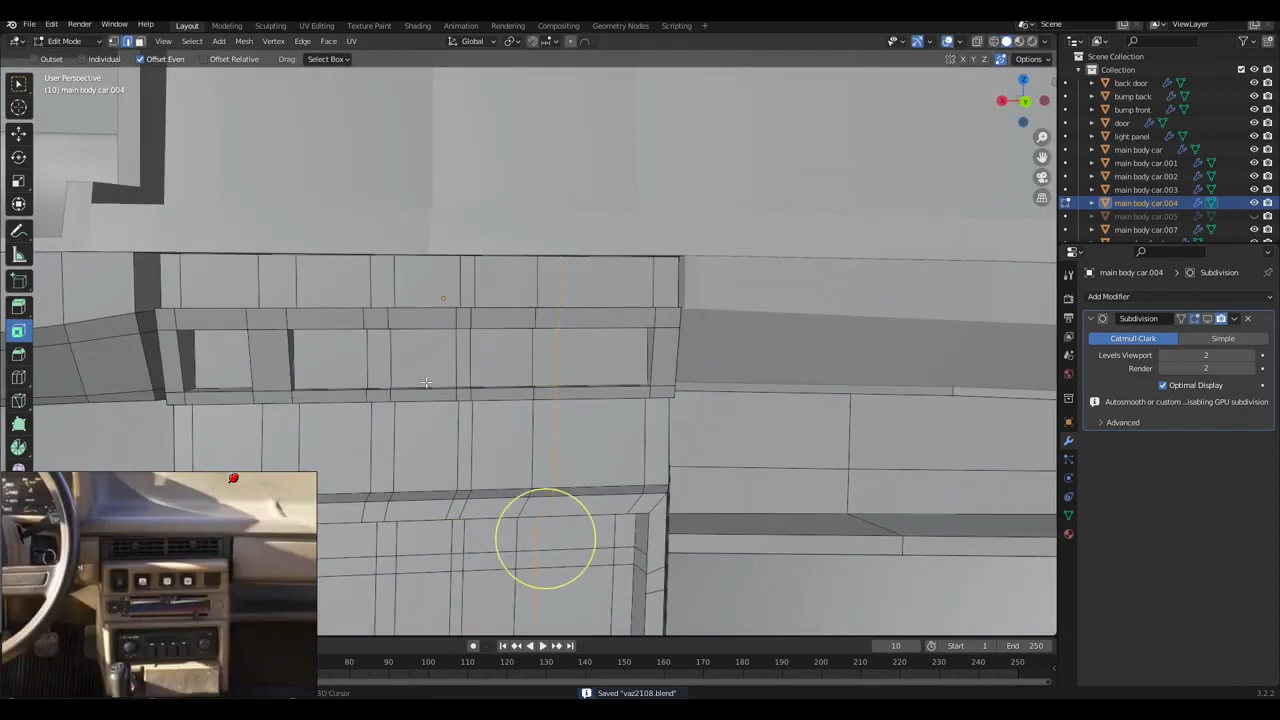 File Edit Render Window Help Layout Modeling Sculpting UV Editing Texture Paint Shading Animation Rendering Compositing Geometry Nodes Scripting + Scene ViewLayer
Edit Mode View Select Add Mesh Vertex Edge Face UV Global
Outset Individual Offset Even Offset Relative Drag: Select Box X Y Z Options
User Perspective
(10) main body car.004
Z
X
Y
Scene Collection
Collection
back door
bump back
bump front
door
light panel
main body car
main body car.001
main body car.002
main body car.003
main body car.004
main body car.005
main body car.007
main body car.004 > Subdivision
Add Modifier
Subdivision
Catmull-Clark Simple
Levels Viewport 2
Render 2
Optimal Display
Autosmooth or custom ..isabling GPU subdivision
Advanced
10 Start 1 End 250
80 90 100 110 120 130 140 150 160 170 180 190 200 210 220 230 240 250
3D Cursor Saved "vaz2108.blend" 3.2.2